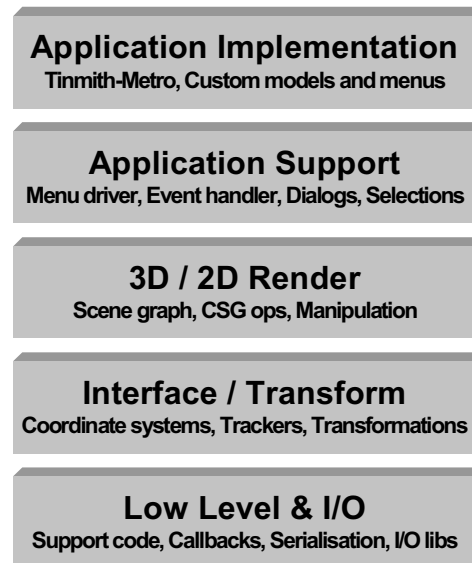 Application Implementation
Tinmith-Metro, Custom models and menus
Application Support
Menu driver, Event handler, Dialogs, Selections
3D / 2D Render
Scene graph, CSG ops, Manipulation
Interface / Transform
Coordinate systems, Trackers, Transformations
Low Level & I/O
Support code, Callbacks, Serialisation, I/O libs